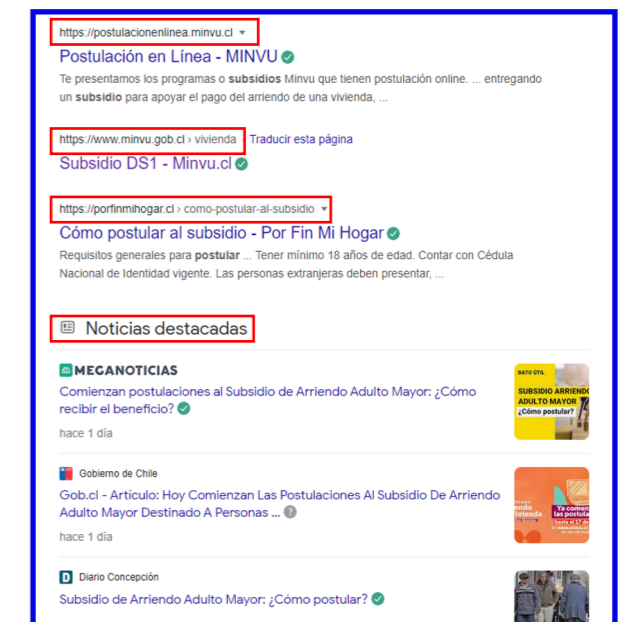 https://postulacionenlinea.minvu.cl
Postulación en Línea - MINVU
Te presentamos los programas o subsidios Minvu que tienen postulación online. ... entregando
un subsidio para apoyar el pago del arriendo de una vivienda, ...
https://www.minvu.gob.cl › vivienda Traducir esta página
Subsidio DS1 - Minvu.cl
https://porfinmihogar.cl › como-postular-al-subsidio
Cómo postular al subsidio - Por Fin Mi Hogar
Requisitos generales para postular ... Tener mínimo 18 años de edad. Contar con Cédula
Nacional de Identidad vigente. Las personas extranjeras deben presentar, ...
Noticias destacadas
MEGANOTICIAS
Comienzan postulaciones al Subsidio de Arriendo Adulto Mayor: ¿Cómo
recibir el beneficio?
hace 1 día
DATO ÚTIL
SUBSIDIO ARRIENDO
ADULTO MAYOR
¿Cómo postular?
Gobierno de Chile
Gob.cl - Artículo: Hoy Comienzan Las Postulaciones Al Subsidio De Arriendo
Adulto Mayor Destinado A Personas ...
hace 1 día
Ya comen
las postula
hasta el 17 de
Diario Concepción
Subsidio de Arriendo Adulto Mayor: ¿Cómo postular?